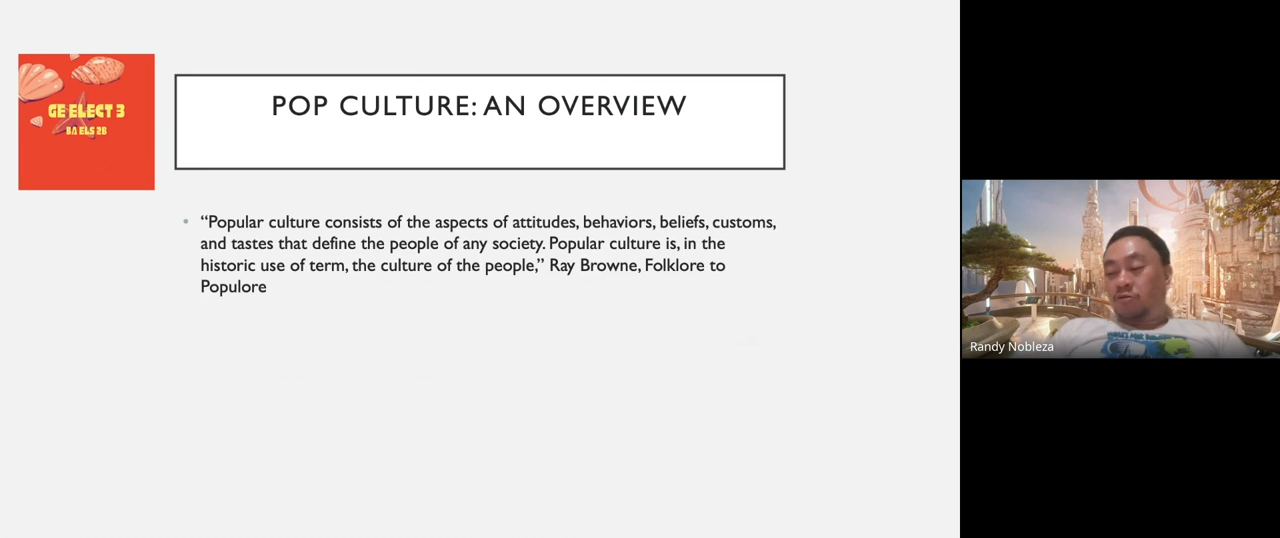 GE ELECT 3
BA ELS 2B
POP CULTURE: AN OVERVIEW
“Popular culture consists of the aspects of attitudes, behaviors, beliefs, customs,
and tastes that define the people of any society. Popular culture is, in the
historic use of term, the culture of the people,” Ray Browne, Folklore to
Populore
Randy Nobleza